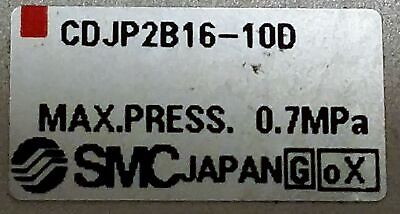 CDJP2B16-10D
MAX.PRESS. 0.7MPa
SMC JAPAN G oX